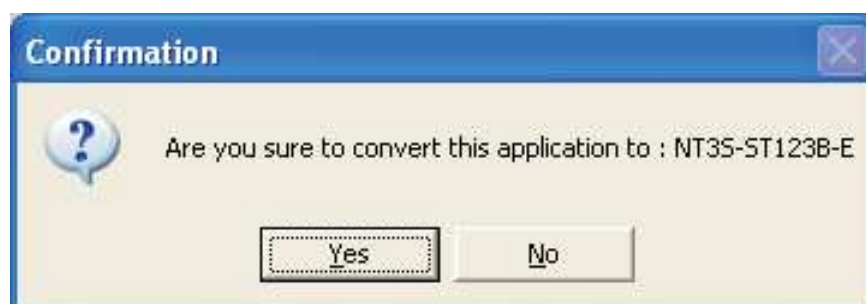 Confirmation
?
Are you sure to convert this application to : NT3S-ST123B-E
Yes No